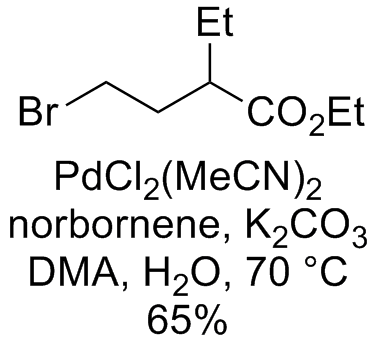 Et
Br
CO₂Et
PdCl₂(MeCN)₂
norbornene, K₂CO₃
DMA, H₂O, 70 °C
65%